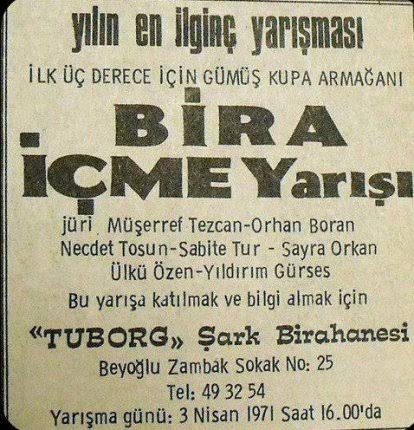 yılın en ilginç yarışması
İLK ÜÇ DERECE İÇİN GÜMÜŞ KUPA ARMAĞANI
BİRA
İÇME Yarışı
jüri Müşerref Tezcan-Orhan Boran
Necdet Tosun-Sabite Tur - Sayra Orkan
Ülkü Özen-Yıldırım Gürses
Bu yarışa katılmak ve bilgi almak için
«TUBORG» Şark Birahanesi
Beyoğlu Zambak Sokak No: 25
Tel: 49 32 54
Yarışma günü: 3 Nisan 1971 Saat 16.00'da